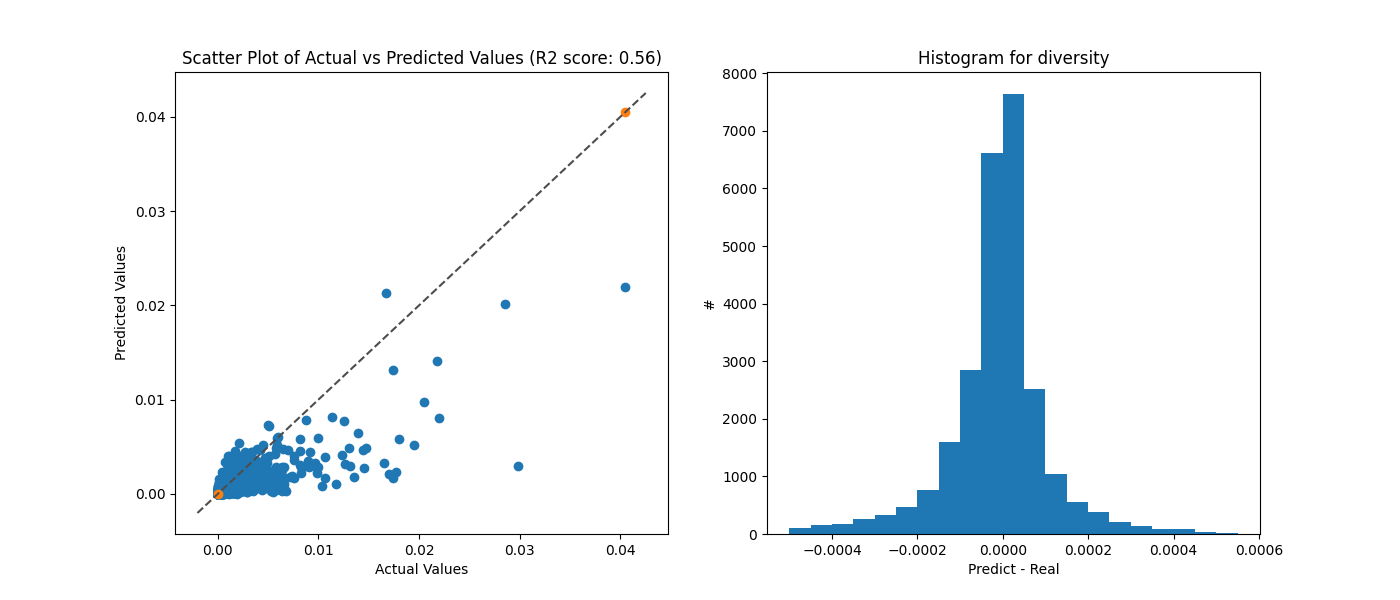 Scatter Plot of Actual vs Predicted Values (R2 score: 0.56)
Predicted Values
0.04
0.03
0.02
0.01
0.00
0.00 0.01 0.02 0.03 0.04
Actual Values
Histogram for diversity
#
8000
7000
6000
5000
4000
3000
2000
1000
0
−0.0004 −0.0002 0.0000 0.0002 0.0004 0.0006
Predict - Real